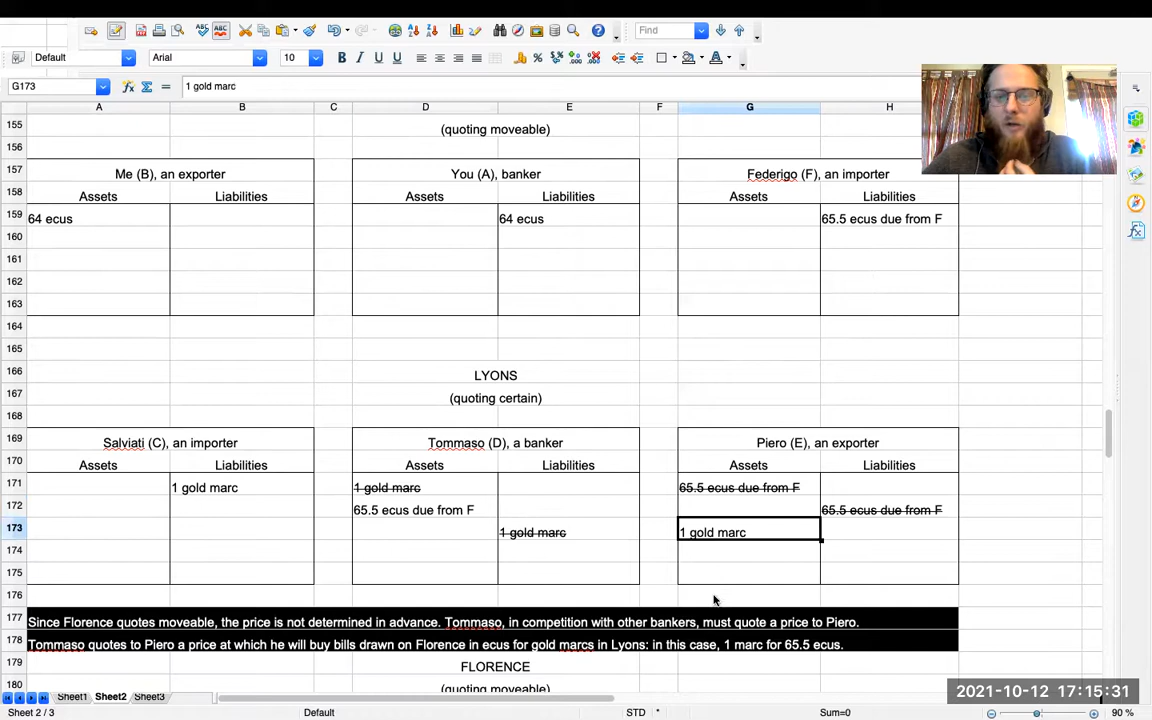 Default
Arial
10
Find
G173
1 gold marc
A B C D E F G H
155 (quoting moveable)
156
157 Me (B), an exporter You (A), banker Federigo (F), an importer
158 Assets Liabilities Assets Liabilities Assets Liabilities
159 64 ecus 64 ecus 65.5 ecus due from F
160
161
162
163
164
165
166 LYONS
167 (quoting certain)
168
169 Salviati (C), an importer Tommaso (D), a banker Piero (E), an exporter
170 Assets Liabilities Assets Liabilities Assets Liabilities
171 1 gold marc 1 gold marc 65.5 ecus due from F
172 65.5 ecus due from F 65.5 ecus due from F
173 1 gold marc 1 gold marc
174
175
176
177 Since Florence quotes moveable, the price is not determined in advance. Tommaso, in competition with other bankers, must quote a price to Piero.
178 Tommaso quotes to Piero a price at which he will buy bills drawn on Florence in ecus for gold marcs in Lyons: in this case, 1 marc for 65.5 ecus.
179 FLORENCE
180 (quoting moveable)
Sheet1 Sheet2 Sheet3
2021-10-12 17:15:31
Sheet 2 / 3 Default STD * Sum=0 90 %